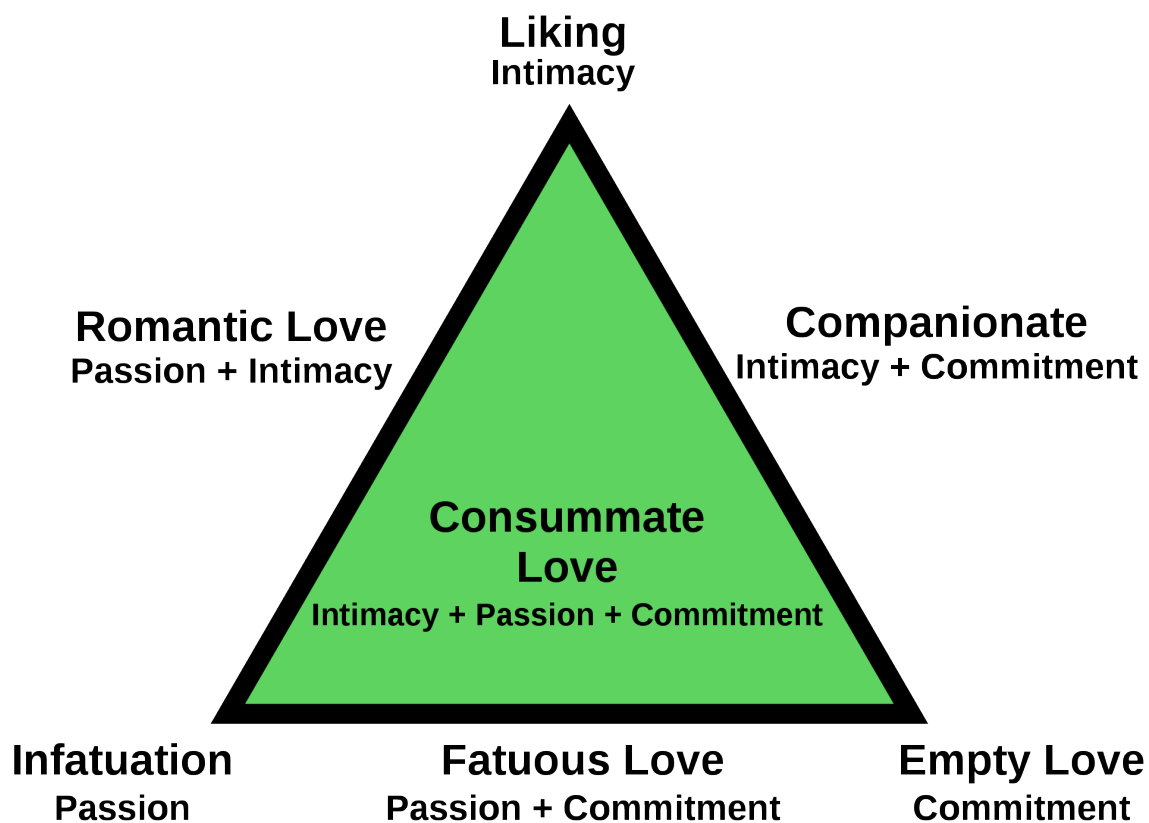 Liking
Intimacy
Romantic Love
Passion + Intimacy
Companionate
Intimacy + Commitment
Consummate
Love
Intimacy + Passion + Commitment
Infatuation
Passion
Fatuous Love
Passion + Commitment
Empty Love
Commitment